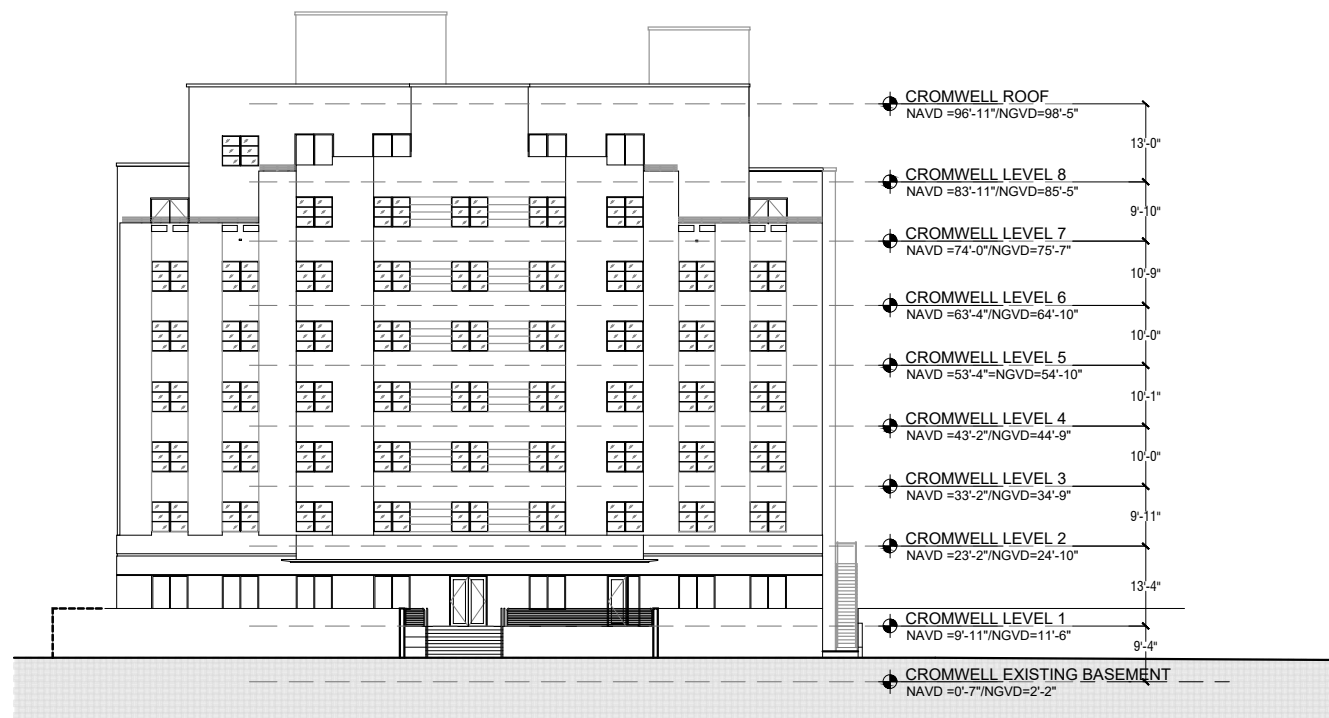 CROMWELL ROOF
NAVD =96'-11"/NGVD=98'-5"
13'-0"
CROMWELL LEVEL 8
NAVD =83'-11"/NGVD=85'-5"
9'-10"
CROMWELL LEVEL 7
NAVD =74'-0"/NGVD=75'-7"
10'-9"
CROMWELL LEVEL 6
NAVD =63'-4"/NGVD=64'-10"
10'-0"
CROMWELL LEVEL 5
NAVD =53'-4"=NGVD=54'-10"
10'-1"
CROMWELL LEVEL 4
NAVD =43'-2"/NGVD=44'-9"
10'-0"
CROMWELL LEVEL 3
NAVD =33'-2"/NGVD=34'-9"
9'-11"
CROMWELL LEVEL 2
NAVD =23'-2"/NGVD=24'-10"
13'-4"
CROMWELL LEVEL 1
NAVD =9'-11"/NGVD=11'-6"
9'-4"
CROMWELL EXISTING BASEMENT
NAVD =0'-7"/NGVD=2'-2"